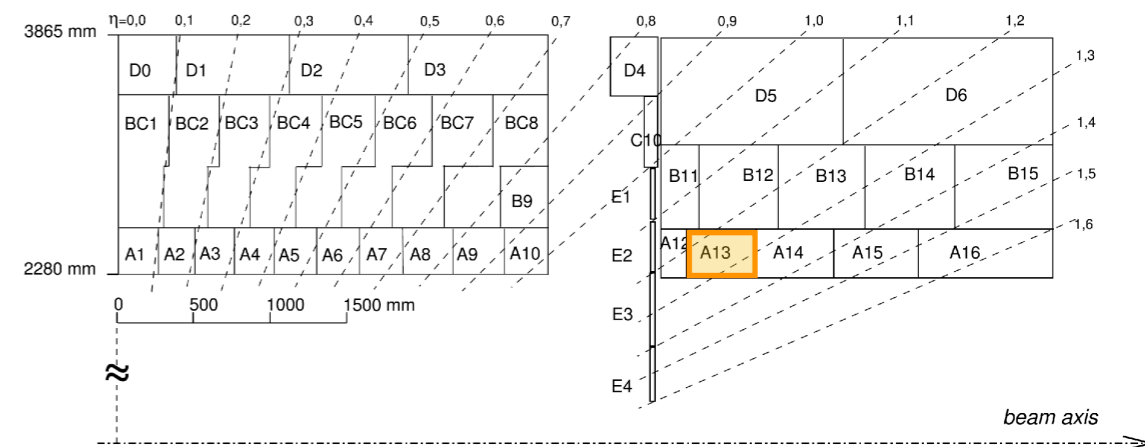 η=0,0 0,1 0,2 0,3 0,4 0,5 0,6 0,7 0,8 0,9 1,0 1,1 1,2
3865 mm
1,3
D0 D1 D2 D3 D4 D5 D6
BC1 BC2 BC3 BC4 BC5 BC6 BC7 BC8 C10
1,4
B9 E1 B11 B12 B13 B14 B15
1,5
1,6
A1 A2 A3 A4 A5 A6 A7 A8 A9 A10 E2 A12 A13 A14 A15 A16
2280 mm
0 500 1000 1500 mm
E3
E4
beam axis